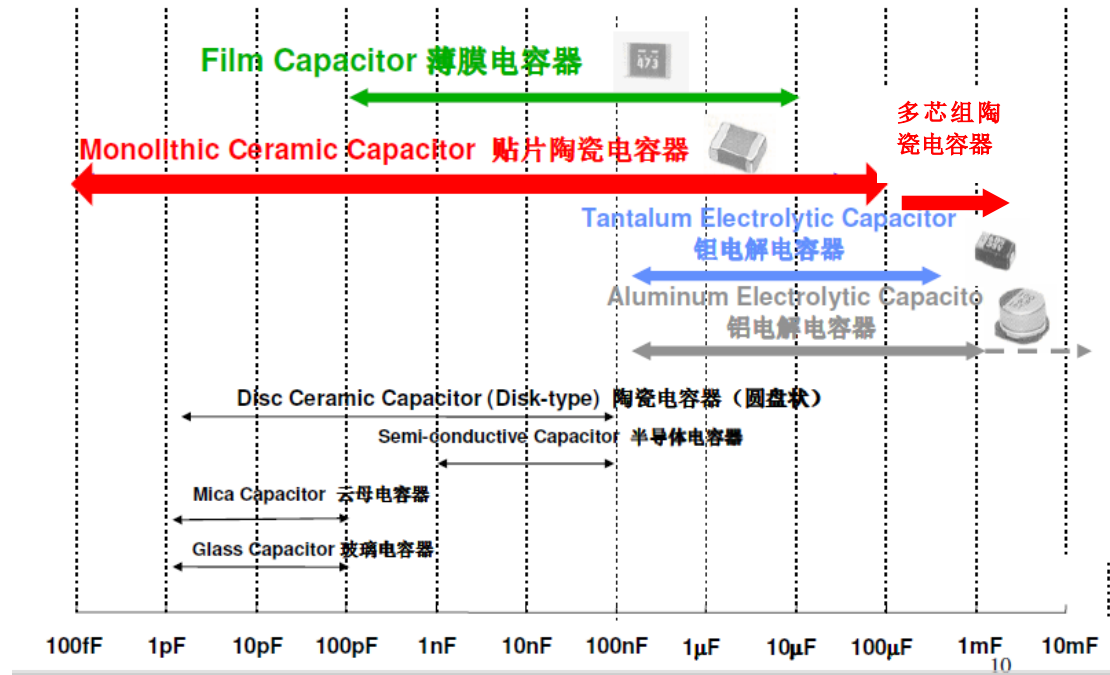 Film Capacitor 薄膜电容器
473
多芯组陶
瓷电容器
Monollthic Ceramic Capacitor 贴片陶瓷电容器
Tantalum Electrolytic Capacitor
钽电解电容器
Aluminum Electrolytic Capacito
铝电解电容器
Disc Ceramic Capacitor (Disk-type) 陶瓷电容器（圆盘状）
Semi-conductive Capacitor 半导体电容器
Mica Capacitor 云母电容器
Glass Capacitor 玻璃电容器
100fF 1pF 10pF 100pF 1nF 10nF 100nF 1µF 10µF 100µF 1mF 10mF
10